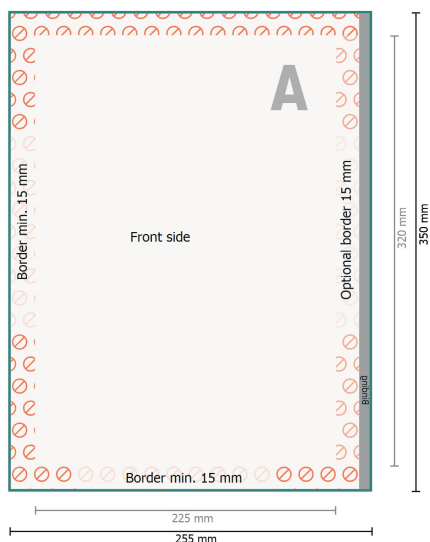 A
Border min. 15 mm
Front side
Optional border 15 mm
320 mm
350 mm
Binding
Border min. 15 mm
225 mm
255 mm